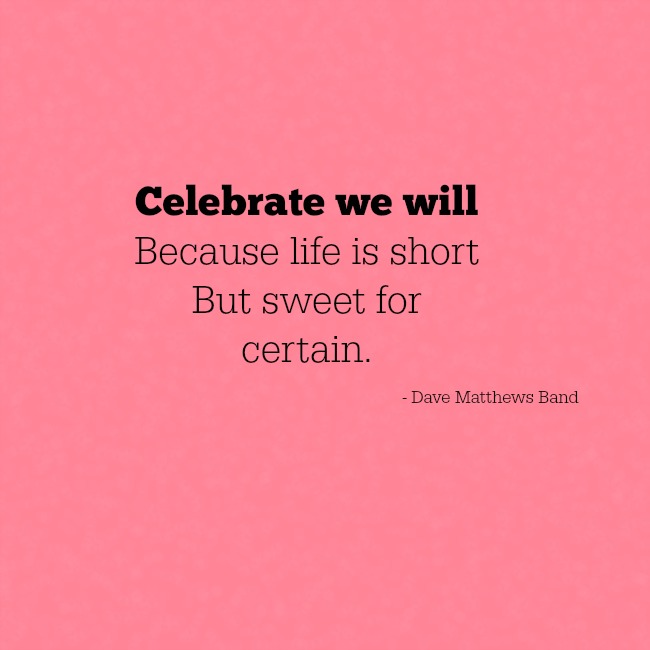 Celebrate we will
Because life is short
But sweet for
certain.
- Dave Matthews Band